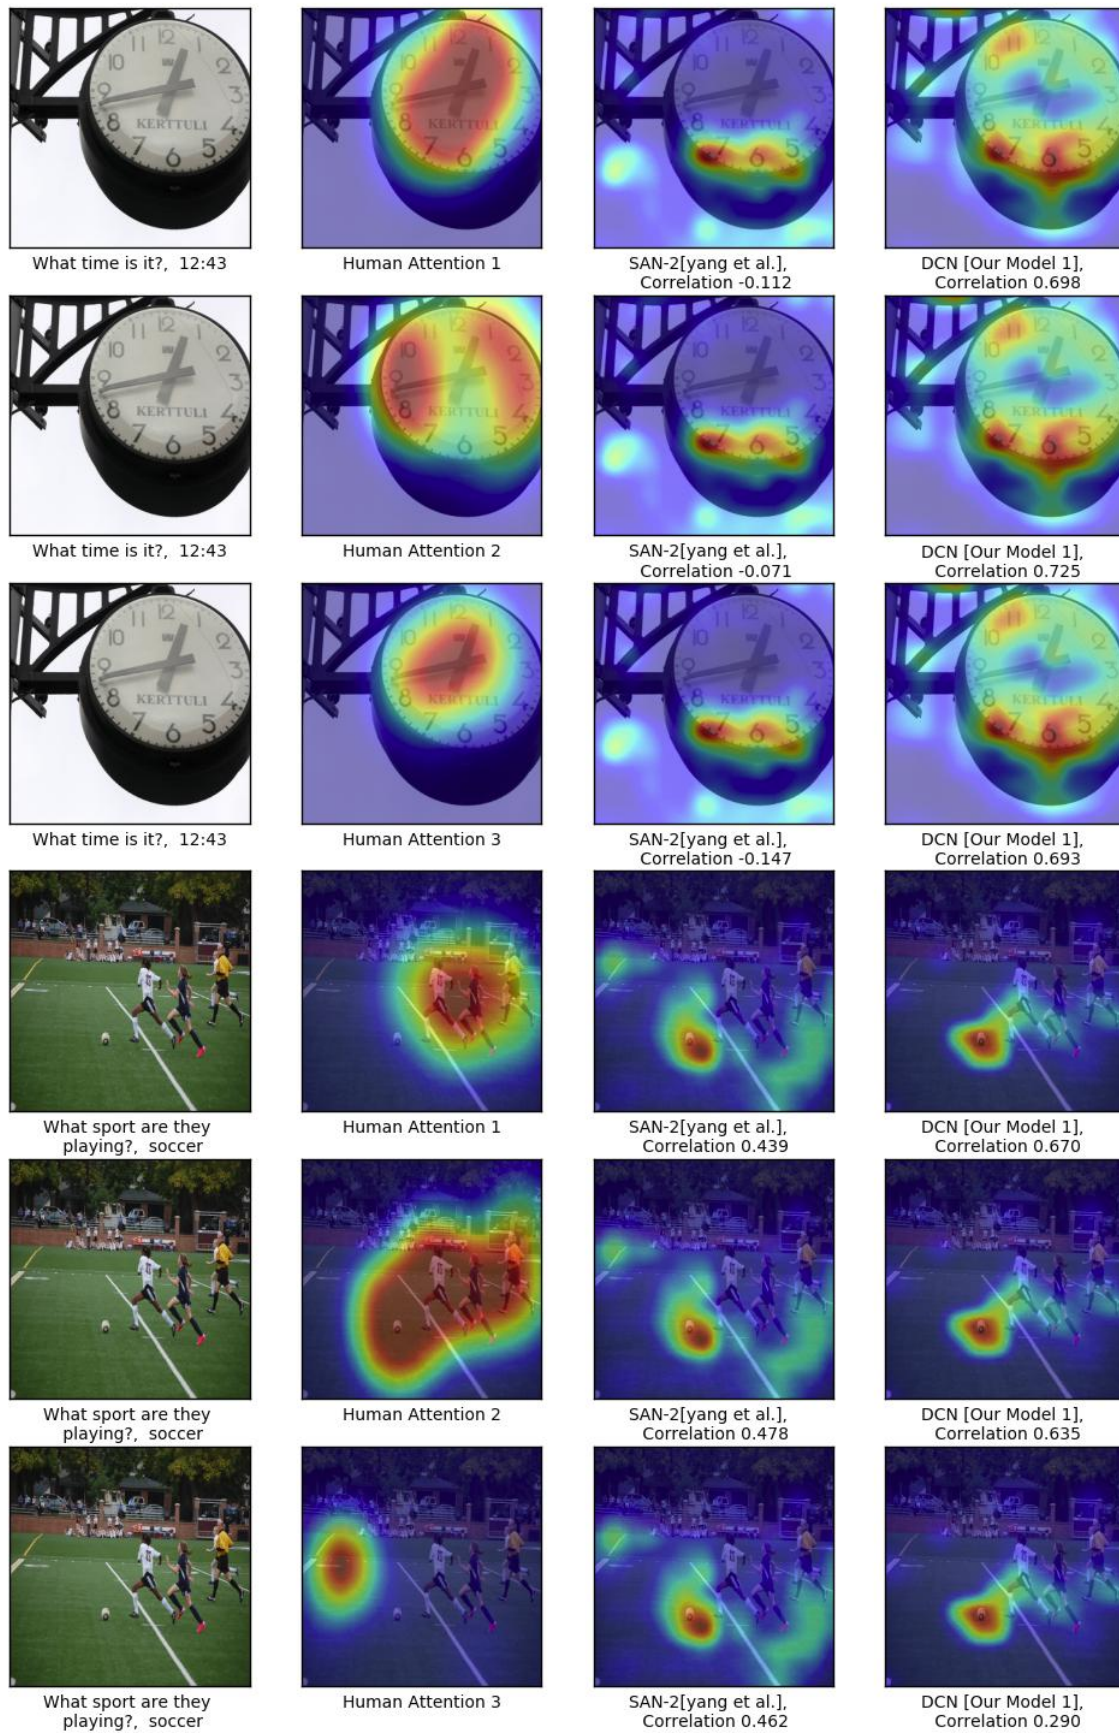 What time is it?,  12:43
Human Attention 1
SAN-2[yang et al.],
Correlation -0.112
DCN [Our Model 1],
Correlation 0.698
What time is it?,  12:43
Human Attention 2
SAN-2[yang et al.],
Correlation -0.071
DCN [Our Model 1],
Correlation 0.725
What time is it?,  12:43
Human Attention 3
SAN-2[yang et al.],
Correlation -0.147
DCN [Our Model 1],
Correlation 0.693
What sport are they
playing?,  soccer
Human Attention 1
SAN-2[yang et al.],
Correlation 0.439
DCN [Our Model 1],
Correlation 0.670
What sport are they
playing?,  soccer
Human Attention 2
SAN-2[yang et al.],
Correlation 0.478
DCN [Our Model 1],
Correlation 0.635
What sport are they
playing?,  soccer
Human Attention 3
SAN-2[yang et al.],
Correlation 0.462
DCN [Our Model 1],
Correlation 0.290